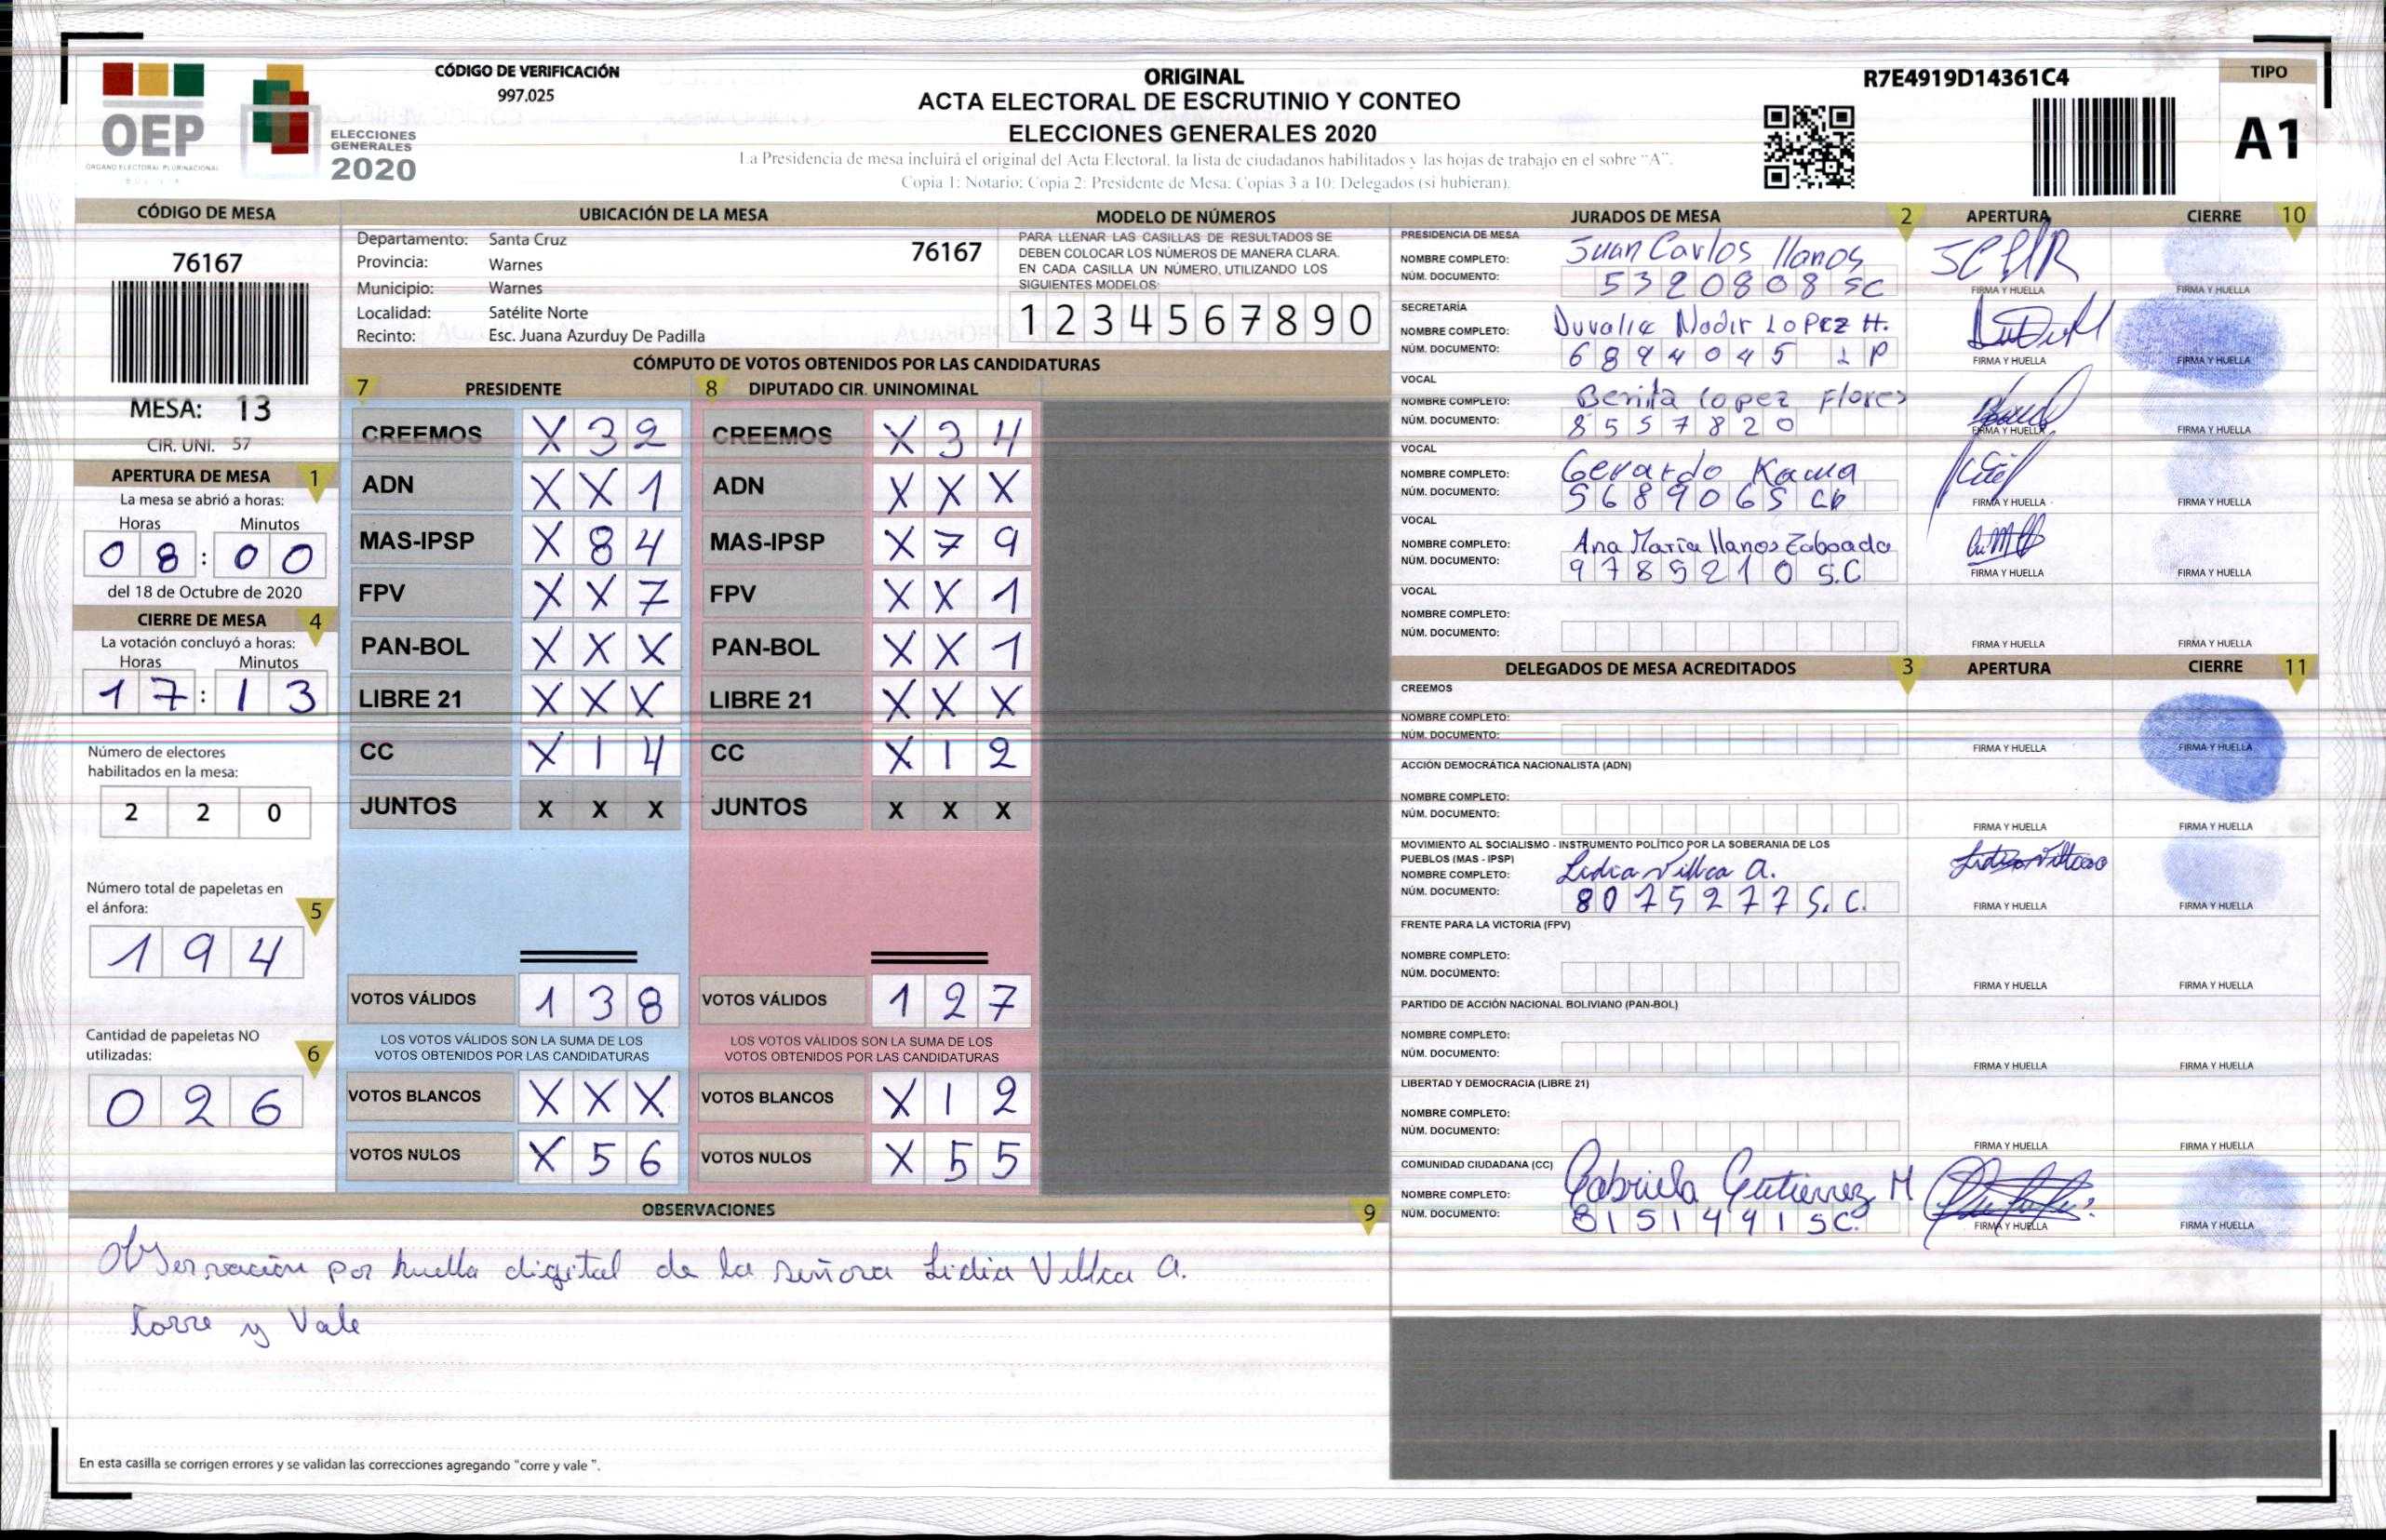 OEP
ÓRGANO ELECTORAL PLURINACIONAL
BOLIVIA
ELECCIONES
GENERALES
2020
CÓDIGO DE VERIFICACIÓN
997.025
ORIGINAL
ACTA ELECTORAL DE ESCRUTINIO Y CONTEO
ELECCIONES GENERALES 2020
La Presidencia de mesa incluirá el original del Acta Electoral, la lista de ciudadanos habilitados y las hojas de trabajo en el sobre "A".
Copia 1: Notario; Copia 2: Presidente de Mesa; Copias 3 a 10: Delegados (si hubieran).
R7E4919D14361C4
TIPO
A1
CÓDIGO DE MESA
76167
MESA: 13
CIR. UNI. 57
APERTURA DE MESA 1
La mesa se abrió a horas:
Horas Minutos
0 8 : 0 0
del 18 de Octubre de 2020
CIERRE DE MESA 4
La votación concluyó a horas:
Horas Minutos
1 7 : 1 3
Número de electores
habilitados en la mesa:
2 2 0
Número total de papeletas en
el ánfora: 5
1 9 4
Cantidad de papeletas NO
utilizadas: 6
0 2 6
UBICACIÓN DE LA MESA
Departamento: Santa Cruz 76167
Provincia: Warnes
Municipio: Warnes
Localidad: Satélite Norte
Recinto: Esc. Juana Azurduy De Padilla
MODELO DE NÚMEROS
PARA LLENAR LAS CASILLAS DE RESULTADOS SE
DEBEN COLOCAR LOS NÚMEROS DE MANERA CLARA.
EN CADA CASILLA UN NÚMERO, UTILIZANDO LOS
SIGUIENTES MODELOS:
1 2 3 4 5 6 7 8 9 0
CÓMPUTO DE VOTOS OBTENIDOS POR LAS CANDIDATURAS
7 PRESIDENTE 8 DIPUTADO CIR. UNINOMINAL
CREEMOS X 3 2 CREEMOS X 3 4
ADN X X 1 ADN X X X
MAS-IPSP X 8 4 MAS-IPSP X 7 9
FPV X X 7 FPV X X 1
PAN-BOL X X X PAN-BOL X X 1
LIBRE 21 X X X LIBRE 21 X X X
CC X 1 4 CC X 1 2
JUNTOS X X X JUNTOS X X X
VOTOS VÁLIDOS 1 3 8 VOTOS VÁLIDOS 1 2 7
LOS VOTOS VÁLIDOS SON LA SUMA DE LOS LOS VOTOS VÁLIDOS SON LA SUMA DE LOS
VOTOS OBTENIDOS POR LAS CANDIDATURAS VOTOS OBTENIDOS POR LAS CANDIDATURAS
VOTOS BLANCOS X X X VOTOS BLANCOS X 1 2
VOTOS NULOS X 5 6 VOTOS NULOS X 5 5
OBSERVACIONES 9
Observación por huella digital de la señora Lidia Villca A.
Corre y Vale
En esta casilla se corrigen errores y se validan las correcciones agregando "corre y vale ".
JURADOS DE MESA 2 APERTURA CIERRE 10
PRESIDENCIA DE MESA
NOMBRE COMPLETO: Juan Carlos llanos
NÚM. DOCUMENTO: 5320808 SC
FIRMA Y HUELLA FIRMA Y HUELLA
SECRETARÍA
NOMBRE COMPLETO: Duvalie Nadir LOPEZ H.
NÚM. DOCUMENTO: 6894045 LP
FIRMA Y HUELLA FIRMA Y HUELLA
VOCAL
NOMBRE COMPLETO: Benita Lopez Flores
NÚM. DOCUMENTO: 8557820
FIRMA Y HUELLA FIRMA Y HUELLA
VOCAL
NOMBRE COMPLETO: Gerardo Kama
NÚM. DOCUMENTO: 5689065
FIRMA Y HUELLA FIRMA Y HUELLA
VOCAL
NOMBRE COMPLETO: Ana Maria llanos Zaboada
NÚM. DOCUMENTO: 9785210 S.C
FIRMA Y HUELLA FIRMA Y HUELLA
VOCAL
NOMBRE COMPLETO:
NÚM. DOCUMENTO:
FIRMA Y HUELLA FIRMA Y HUELLA
DELEGADOS DE MESA ACREDITADOS 3 APERTURA CIERRE 11
CREEMOS
NOMBRE COMPLETO:
NÚM. DOCUMENTO:
FIRMA Y HUELLA FIRMA Y HUELLA
ACCIÓN DEMOCRÁTICA NACIONALISTA (ADN)
NOMBRE COMPLETO:
NÚM. DOCUMENTO:
FIRMA Y HUELLA FIRMA Y HUELLA
MOVIMIENTO AL SOCIALISMO - INSTRUMENTO POLÍTICO POR LA SOBERANIA DE LOS
PUEBLOS (MAS - IPSP)
NOMBRE COMPLETO: Lidia Villca A.
NÚM. DOCUMENTO: 8075277 S.C.
FIRMA Y HUELLA FIRMA Y HUELLA
FRENTE PARA LA VICTORIA (FPV)
NOMBRE COMPLETO:
NÚM. DOCUMENTO:
FIRMA Y HUELLA FIRMA Y HUELLA
PARTIDO DE ACCIÓN NACIONAL BOLIVIANO (PAN-BOL)
NOMBRE COMPLETO:
NÚM. DOCUMENTO:
FIRMA Y HUELLA FIRMA Y HUELLA
LIBERTAD Y DEMOCRACIA (LIBRE 21)
NOMBRE COMPLETO:
NÚM. DOCUMENTO:
FIRMA Y HUELLA FIRMA Y HUELLA
COMUNIDAD CIUDADANA (CC)
NOMBRE COMPLETO: Gabriela Gutierrez M
NÚM. DOCUMENTO: 8151491 SC.
FIRMA Y HUELLA FIRMA Y HUELLA